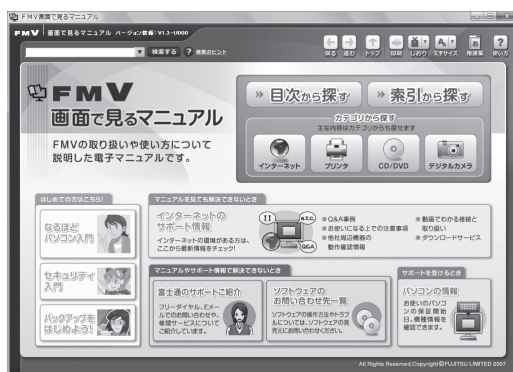 FMV画面で見るマニュアル
FMV 画面で見るマニュアル バージョン情報：V1.3-U000
検索する ? 検索のヒント
戻る 進む トップ 印刷 しおり 文字サイズ 用語集 使い方
FMV
画面で見るマニュアル
FMVの取り扱いや使い方について
説明した電子マニュアルです。
目次から探す
索引から探す
カテゴリから探す
主な内容はカテゴリからも探せます
インターネット プリンタ CD/DVD デジタルカメラ
はじめての方はこちら!
なるほど
パソコン入門
セキュリティ
入門
バックアップを
はじめよう!
マニュアルを見ても解決できないとき
インターネットの
サポート情報
インターネットの環境がある方は、
ここから最新情報をチェック!
e.t.c.
Q&A
Q&A事例
お使いになる上での注意事項
他社周辺機器の
動作確認情報
動画でわかる接続と
取り扱い
ダウンロードサービス
マニュアルやサポート情報で解決できないとき
富士通のサポートご紹介
フリーダイヤル、Eメー
ルでのお問い合わせや、
修理サービスについて
ご紹介しています。
ソフトウェアの
お問い合わせ先一覧
ソフトウェアの操作方法やトラブ
ルについては、ソフトウェアの発
売元にお問い合わせください。
サポートを受けるとき
パソコンの情報
お使いのパソコ
ンの保証開始
日、機種情報を
確認できます。
All Rights Reserved,Copyright©FUJITSU LIMITED 2007